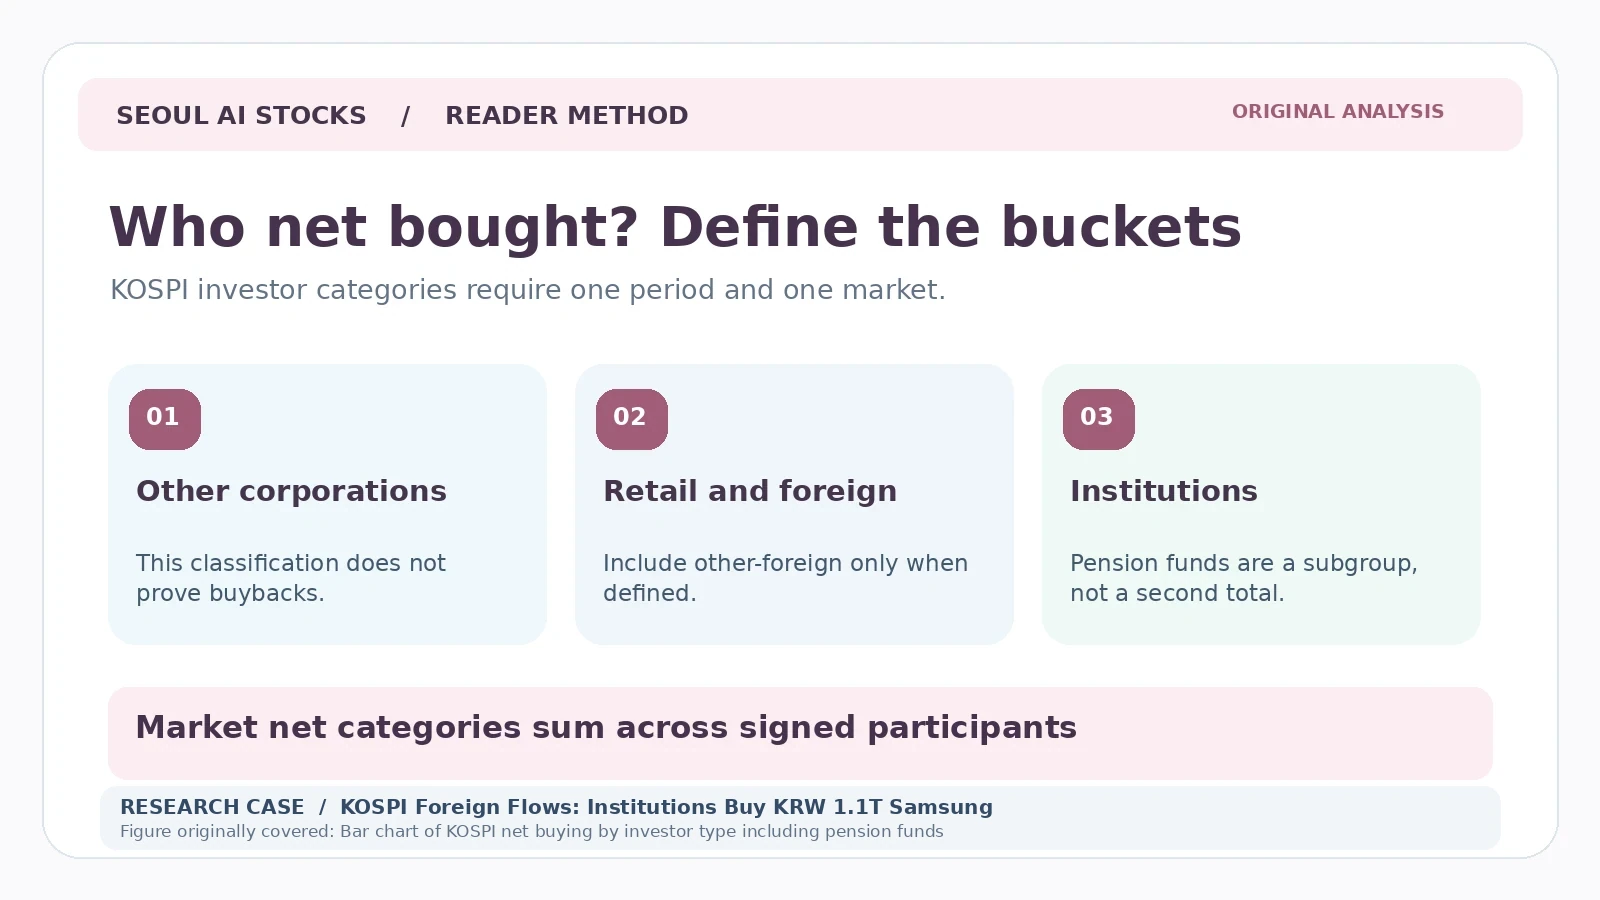 SEOUL AI STOCKS / READER METHOD
ORIGINAL ANALYSIS
Who net bought? Define the buckets
KOSPI investor categories require one period and one market.
01
Other corporations
This classification does not
prove buybacks.
02
Retail and foreign
Include other-foreign only when
defined.
03
Institutions
Pension funds are a subgroup,
not a second total.
Market net categories sum across signed participants
RESEARCH CASE / KOSPI Foreign Flows: Institutions Buy KRW 1.1T Samsung
Figure originally covered: Bar chart of KOSPI net buying by investor type including pension funds